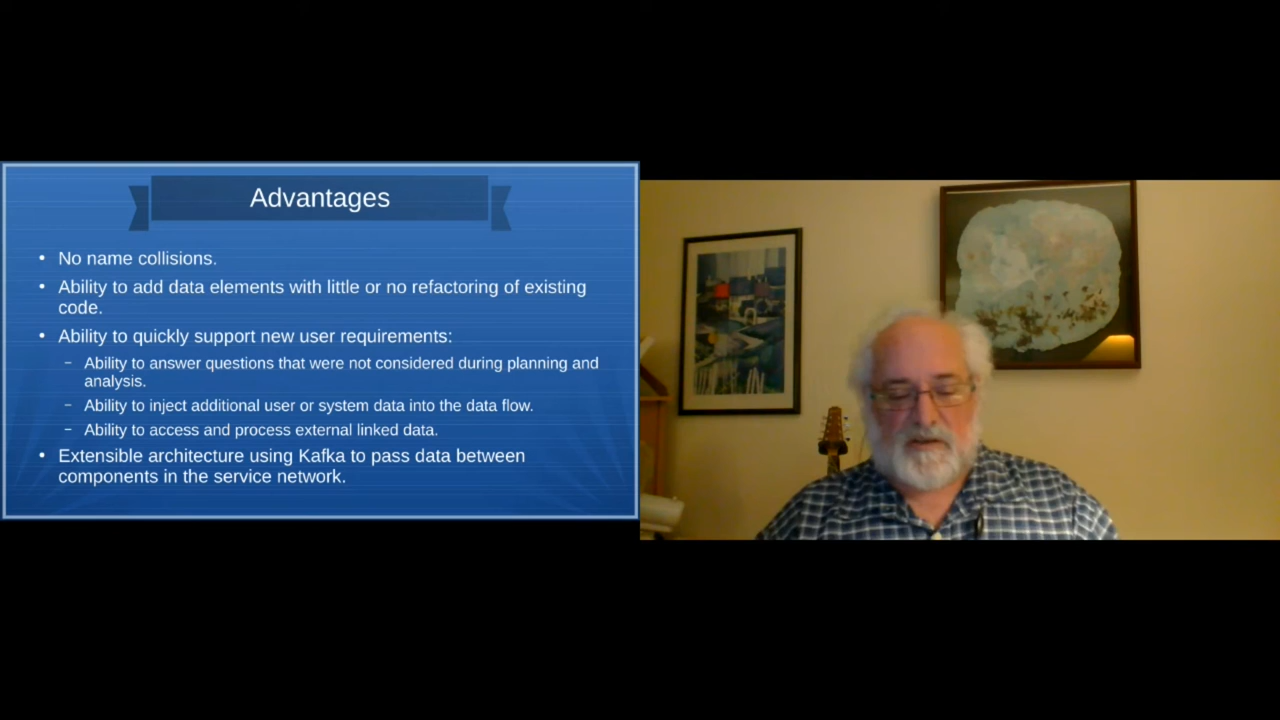 Advantages
• No name collisions.
• Ability to add data elements with little or no refactoring of existing
code.
• Ability to quickly support new user requirements:
– Ability to answer questions that were not considered during planning and
analysis.
– Ability to inject additional user or system data into the data flow.
– Ability to access and process external linked data.
• Extensible architecture using Kafka to pass data between
components in the service network.